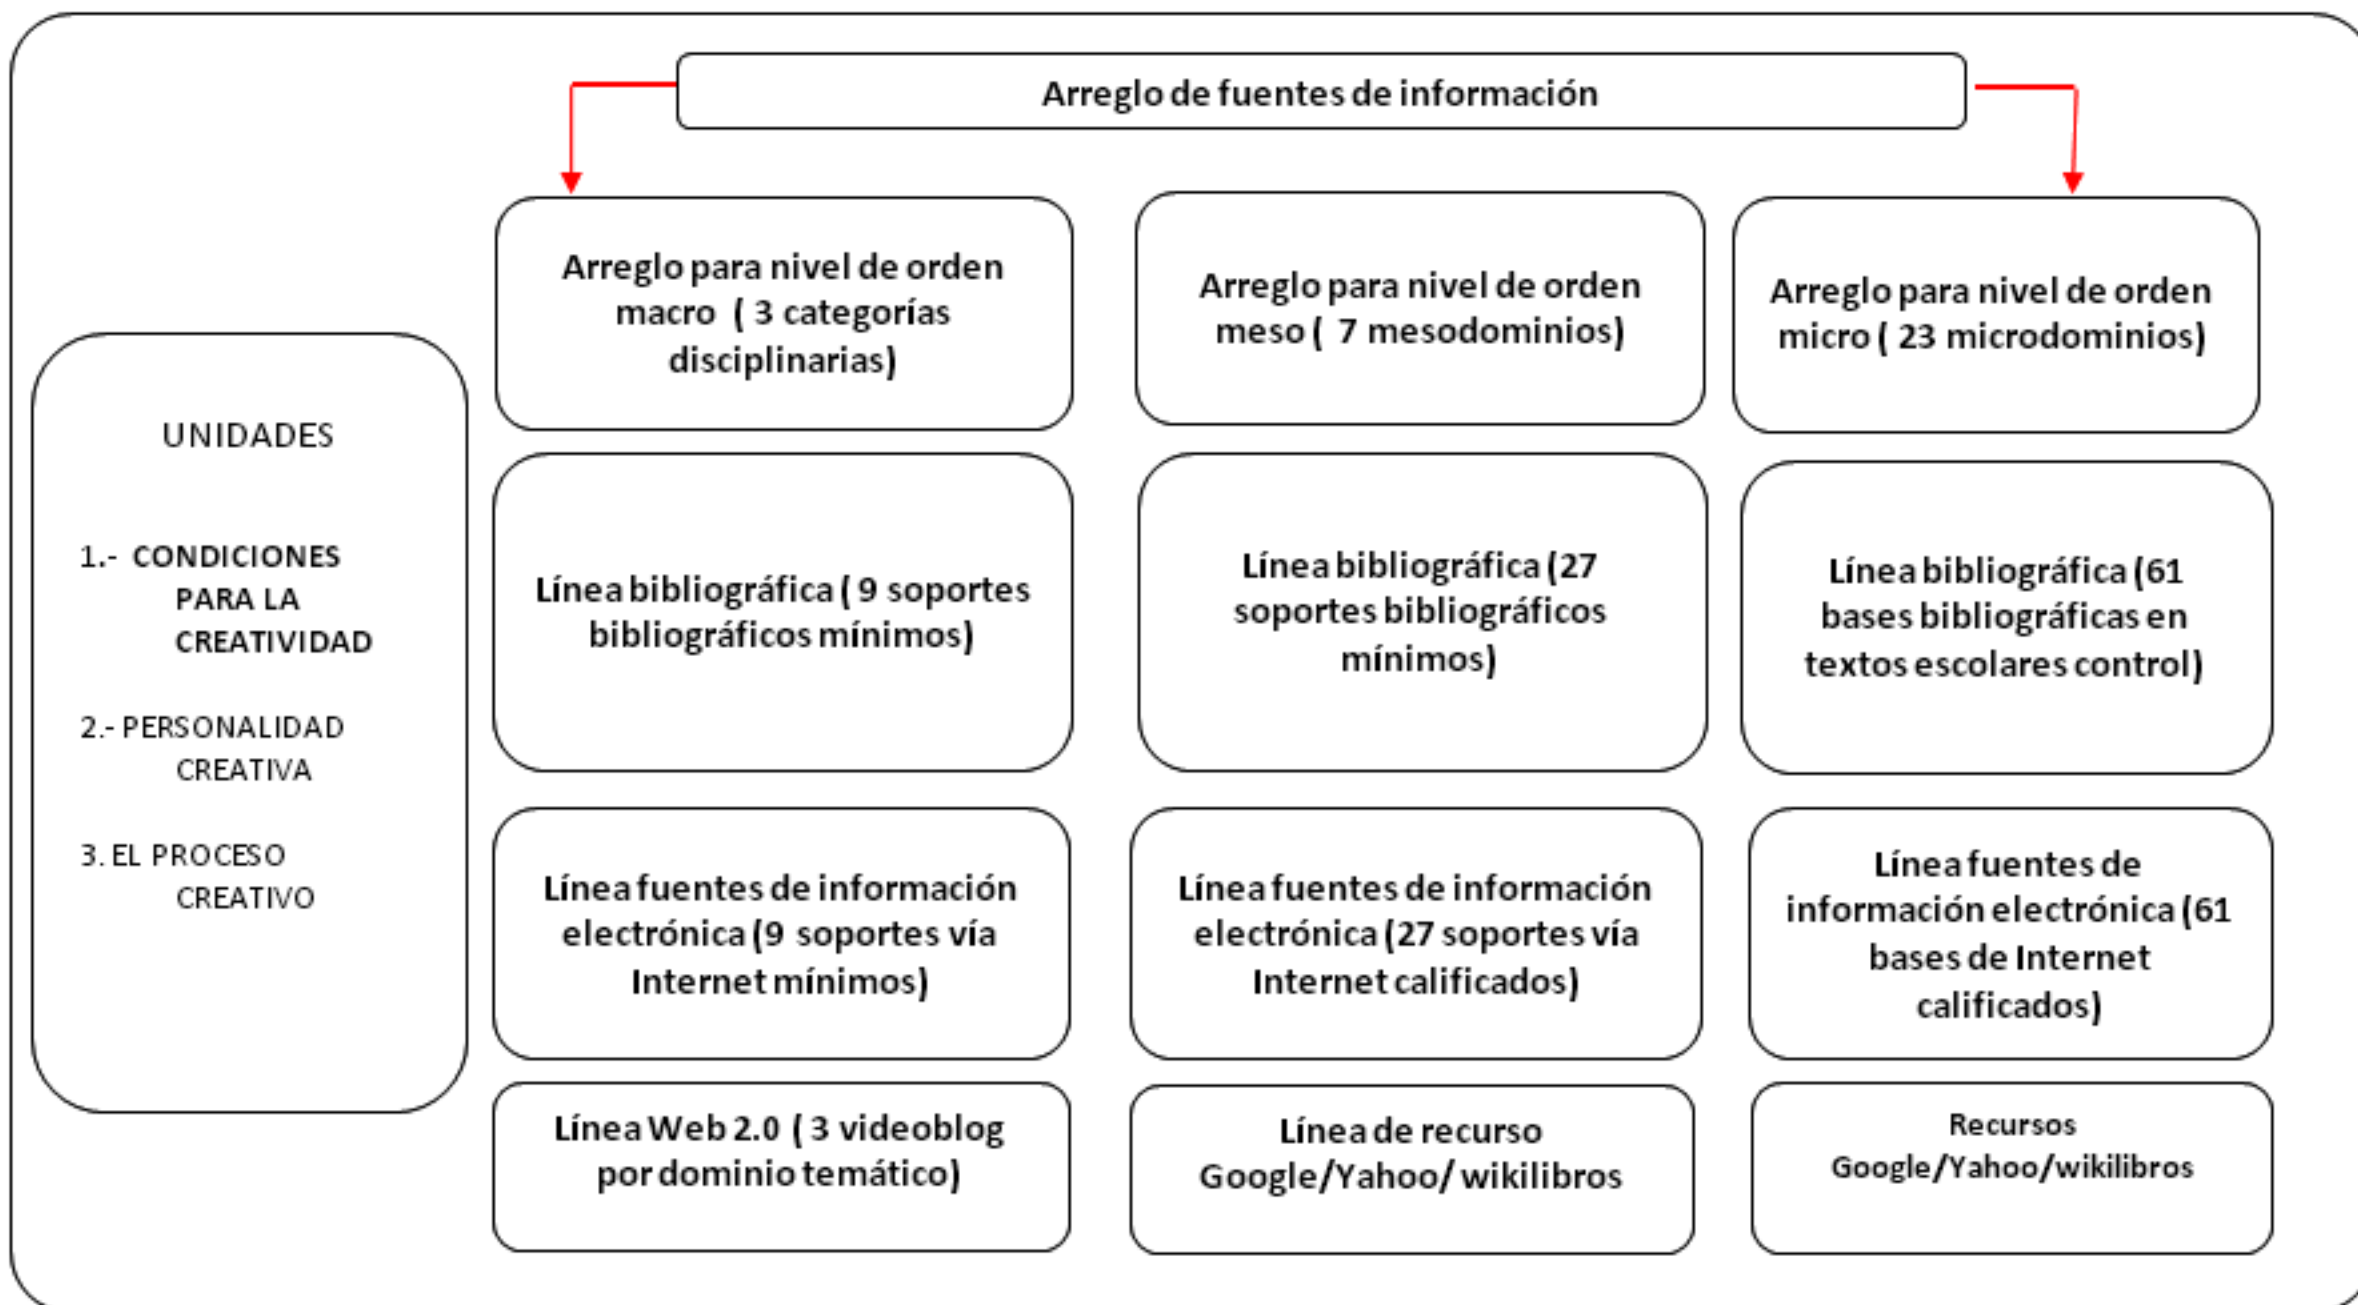 Arreglo de fuentes de información
Arreglo para nivel de orden
macro ( 3 categorías
disciplinarias)
Arreglo para nivel de orden
meso ( 7 mesodominios)
Arreglo para nivel de orden
micro ( 23 microdominios)
UNIDADES
1.- CONDICIONES
PARA LA
CREATIVIDAD
2.- PERSONALIDAD
CREATIVA
3. EL PROCESO
CREATIVO
Línea bibliográfica ( 9 soportes
bibliográficos mínimos)
Línea bibliográfica (27
soportes bibliográficos
mínimos)
Línea bibliográfica (61
bases bibliográficas en
textos escolares control)
Línea fuentes de información
electrónica (9 soportes vía
Internet mínimos)
Línea fuentes de información
electrónica (27 soportes vía
Internet calificados)
Línea fuentes de
información electrónica (61
bases de Internet
calificados)
Línea Web 2.0 ( 3 videoblog
por dominio temático)
Línea de recurso
Google/Yahoo/ wikilibros
Recursos
Google/Yahoo/wikilibros